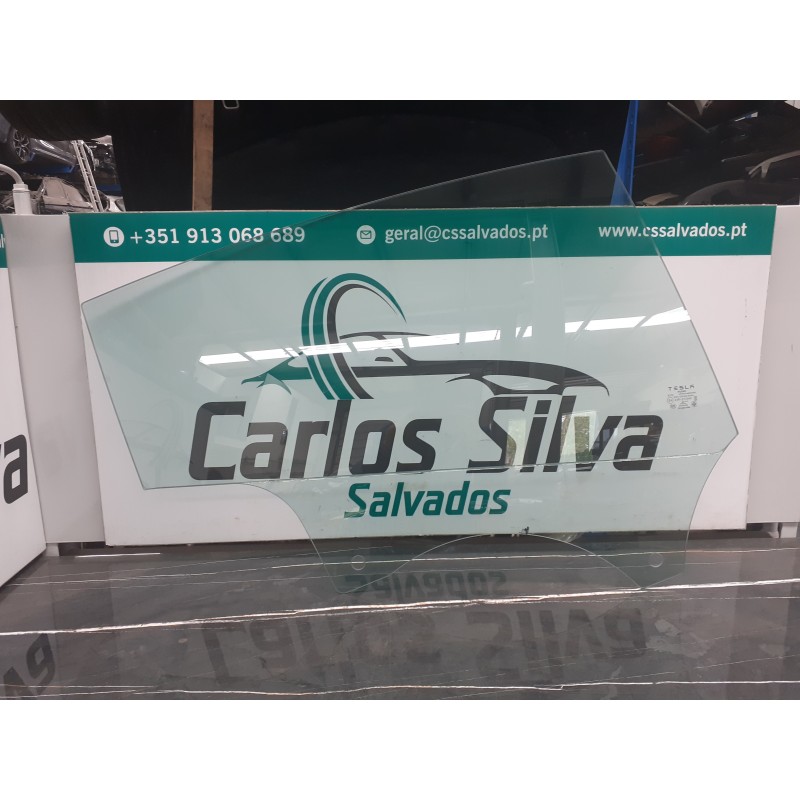 +351 913 068 689 geral@cssalvados.pt www.cssalvados.pt
Carlos Silva
Salvados
TESLA